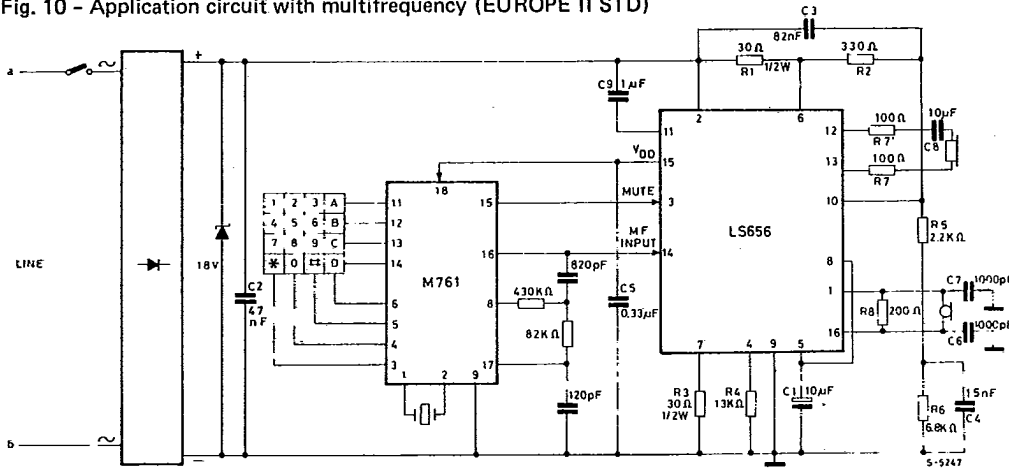 Fig. 10 - Application circuit with multifrequency (EUROPE II STD)
C3
82nF
30Ω
R1 1/2W
330Ω
R2
a
~
+
C9 1µF
2
6
11
12
100Ω
R7'
10µF
C8
VDD
15
13
100Ω
R7
18
1 2 3 A
4 5 6 B
7 8 9 C
* 0 # D
11
12
13
14
15
MUTE
3
10
LS656
R5
2.2KΩ
LINE
18V
M761
16
MF
INPUT
14
820pF
C2
47
nF
430KΩ
8
C5
0,33µF
8
1
C7
1000pF
R8
200Ω
6
5
4
3
82KΩ
17
16
C6
1000pF
1
2
9
120pF
7
4
9
5
R3
30Ω
1/2W
R4
13KΩ
C1
10µF
R6
6.8KΩ
15nF
C4
b
~
−
S-5247